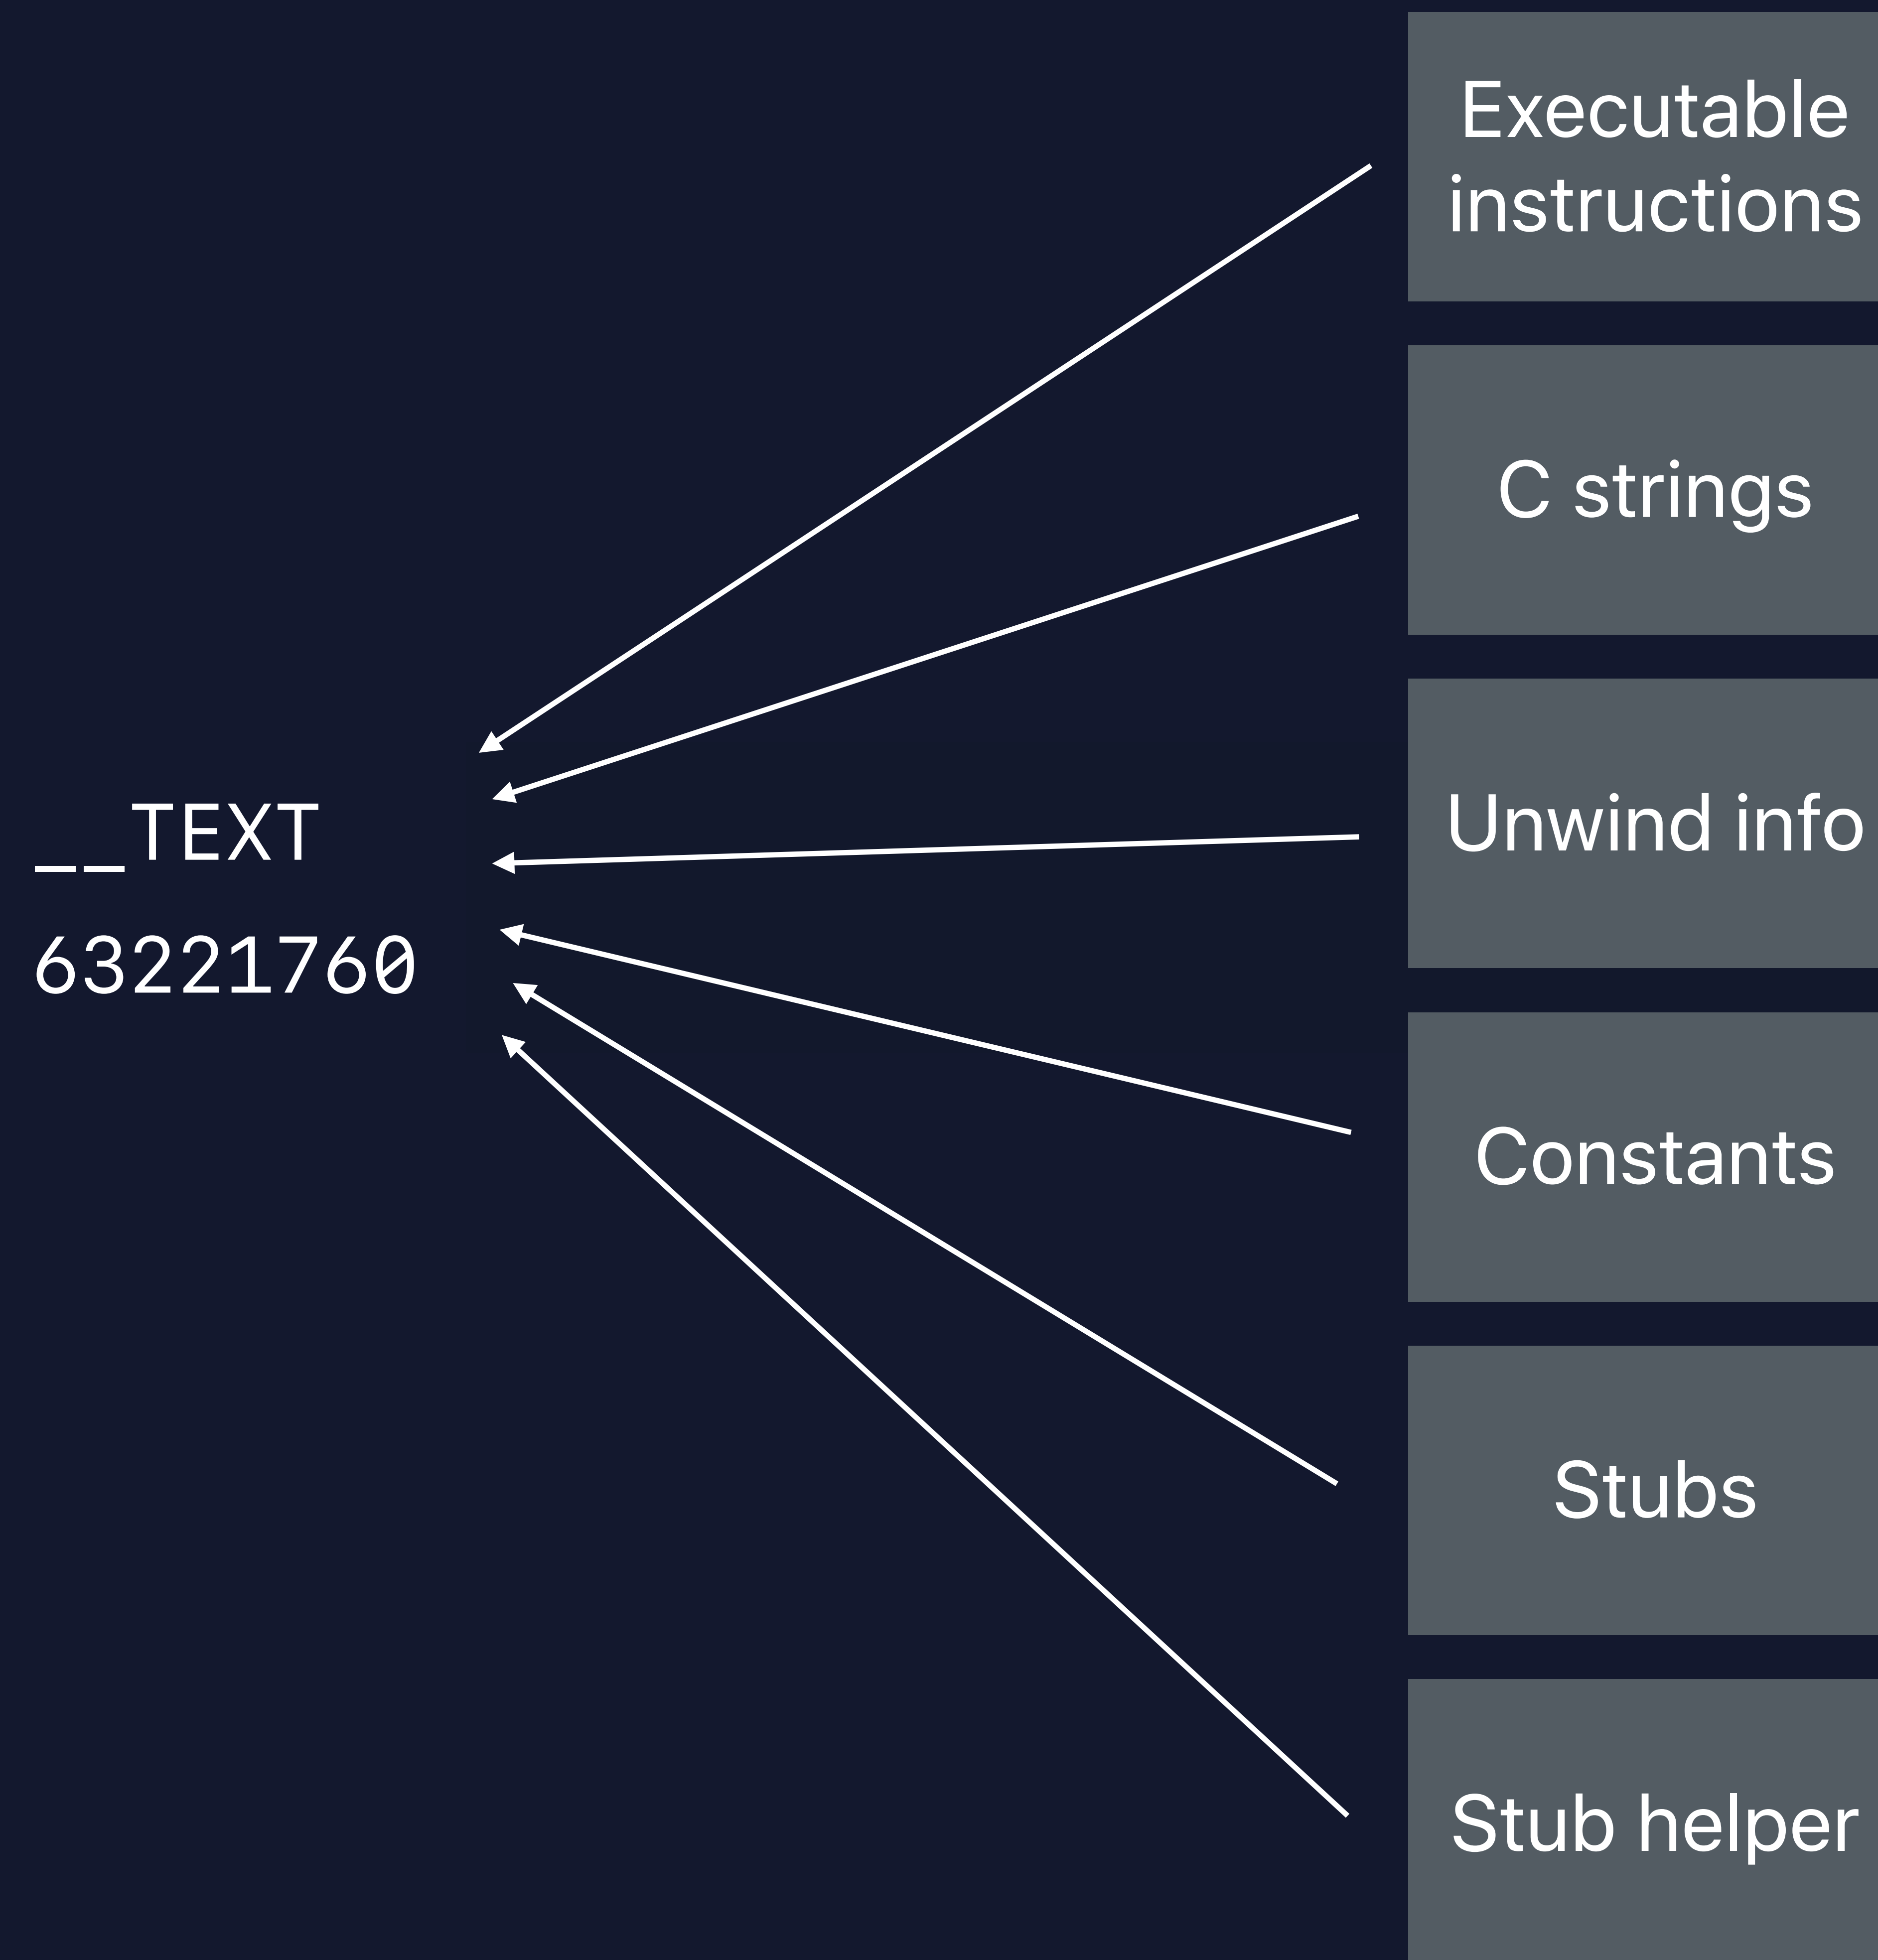 Executable
instructions
C strings
Unwind info
__TEXT
63221760
Constants
Stubs
Stub helper